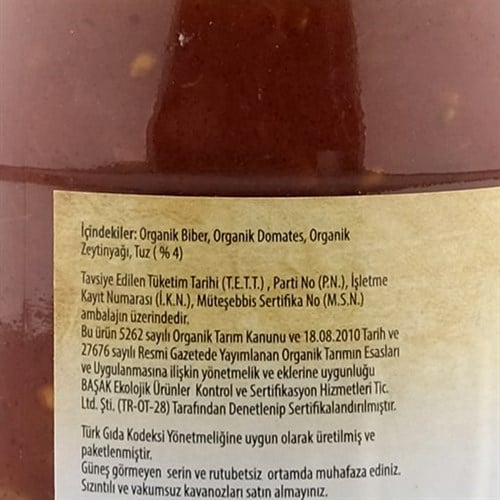 İçindekiler: Organik Biber, Organik Domates, Organik
Zeytinyağı, Tuz ( % 4)
Tavsiye Edilen Tüketim Tarihi (T.E.T.T.) , Parti No (P.N.), İşletme
Kayıt Numarası (İ.K.N.), Müteşebbis Sertifika No (M.S.N.)
ambalajın üzerindedir.
Bu ürün 5262 sayılı Organik Tarım Kanunu ve 18.08.2010 Tarih ve
27676 sayılı Resmi Gazetede Yayımlanan Organik Tarımın Esasları
ve Uygulanmasına ilişkin yönetmelik ve eklerine uygunluğu
BAŞAK Ekolojik Ürünler Kontrol ve Sertifikasyon Hizmetleri Tic.
Ltd. Şti. (TR-OT-28) Tarafından Denetlenip Sertifikalandırılmıştır.
Türk Gıda Kodeksi Yönetmeliğine uygun olarak üretilmiş ve
paketlenmiştir.
Güneş görmeyen serin ve rutubetsiz ortamda muhafaza ediniz.
Sızıntılı ve vakumsuz kavanozları satın almayınız.